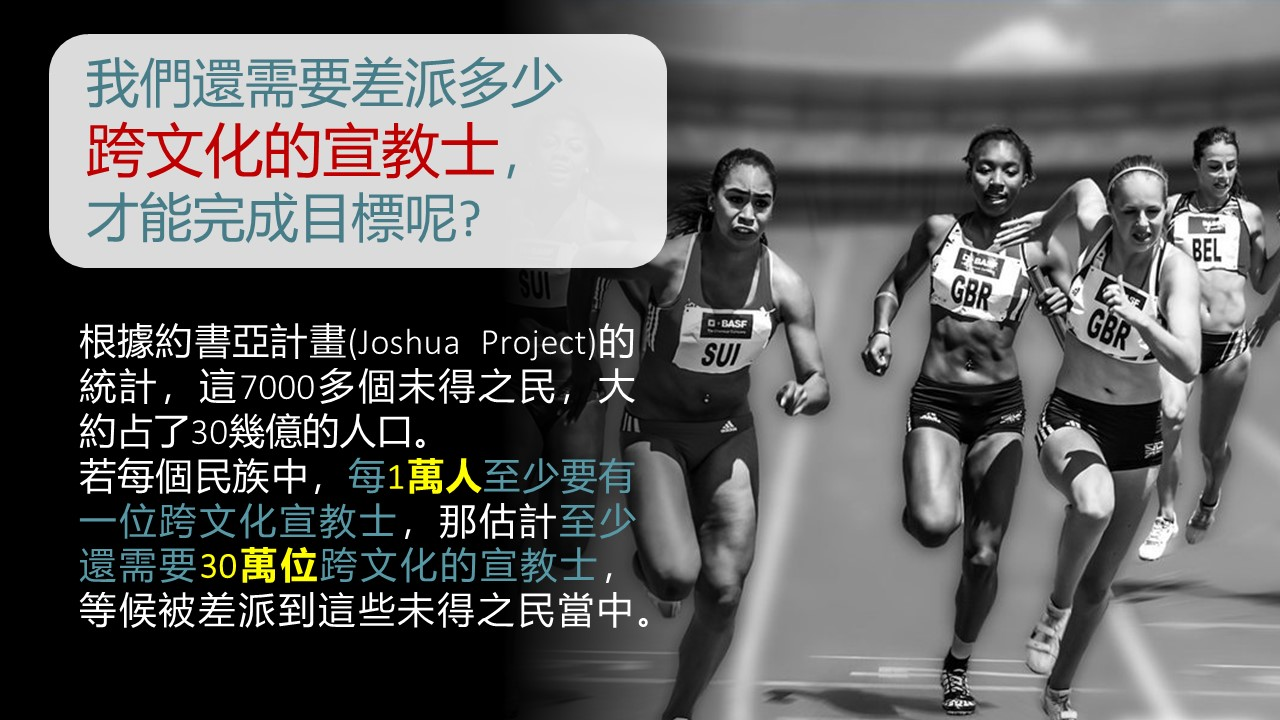 我們還需要差派多少
跨文化的宣教士，
才能完成目標呢?
根據約書亞計畫(Joshua Project)的
統計，這7000多個未得之民，大
約占了30幾億的人口。
若每個民族中，每1萬人至少要有
一位跨文化宣教士，那估計至少
還需要30萬位跨文化的宣教士，
等候被差派到這些未得之民當中。
SUI
BASF
SUI
BASF
GBR
GBR
BEL